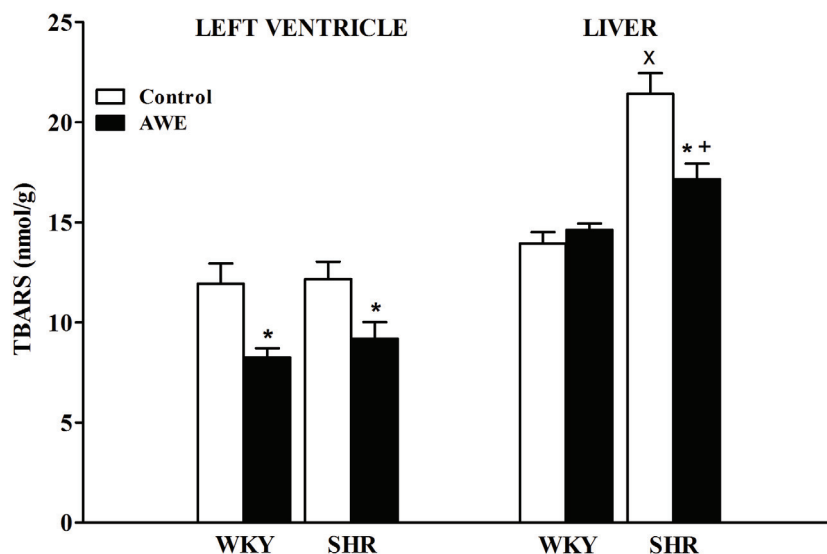 LEFT VENTRICLE LIVER
Control
AWE
TBARS (nmol/g)
25
20
15
10
5
0
*
*
x
* +
WKY SHR WKY SHR